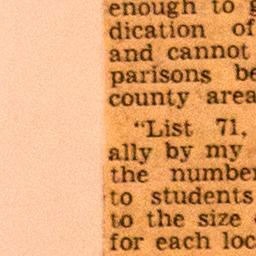 enough to
dication of
and cannot
parisons be
county area
"List 71,
ally by my
the number
to students
to the size
for each loc